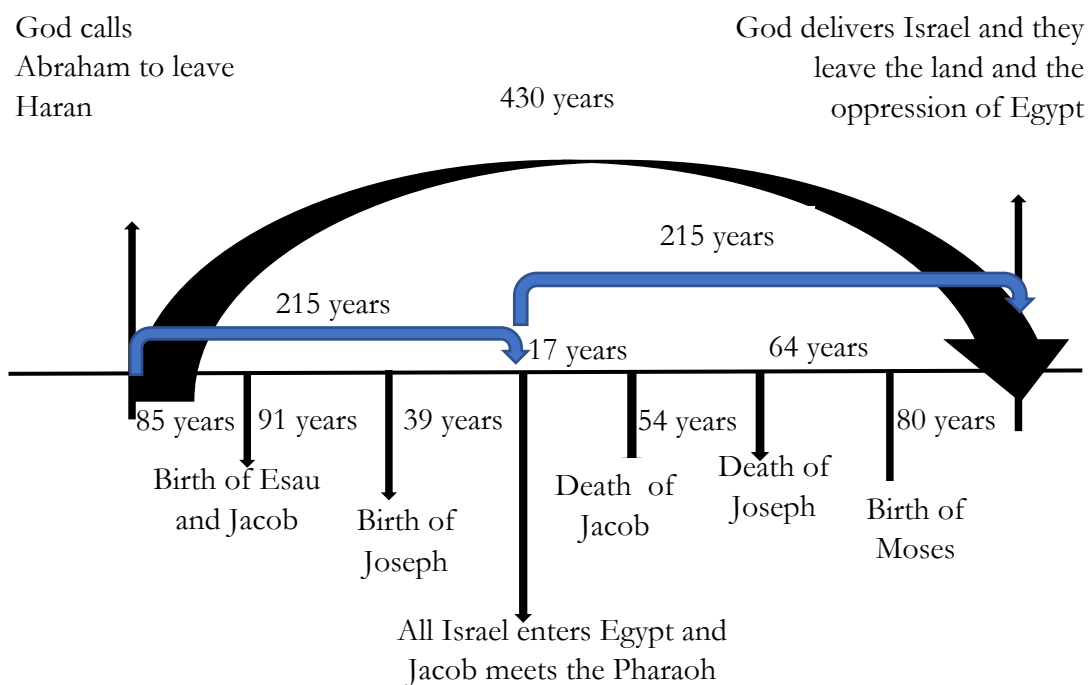 God calls
Abraham to leave
Haran
God delivers Israel and they
leave the land and the
oppression of Egypt
430 years
215 years
215 years
17 years
64 years
85 years
91 years
39 years
54 years
80 years
Birth of Esau
and Jacob
Birth of
Joseph
Death of
Jacob
Death of
Joseph
Birth of
Moses
All Israel enters Egypt and
Jacob meets the Pharaoh